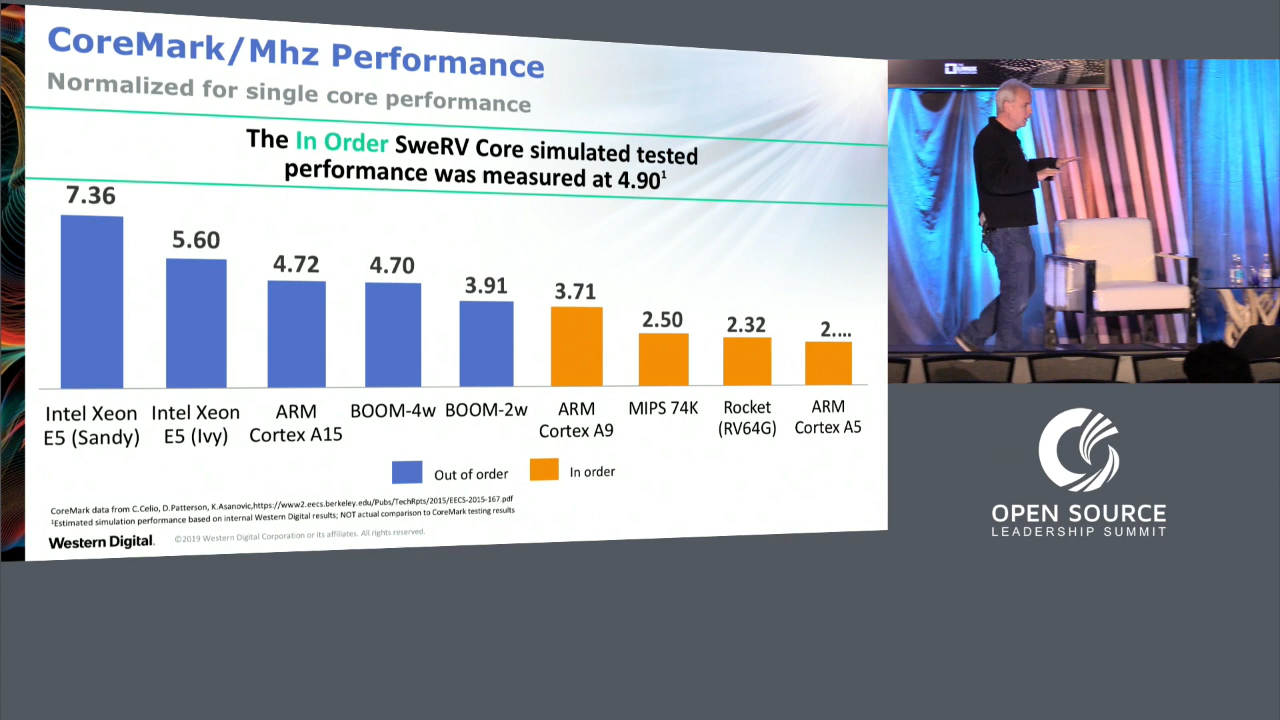 CoreMark/Mhz Performance
Normalized for single core performance
The In Order SweRV Core simulated tested
performance was measured at 4.90¹
7.36
5.60
4.72
4.70
3.91
3.71
2.50
2.32
2....
Intel Xeon
E5 (Sandy)
Intel Xeon
E5 (Ivy)
ARM
Cortex A15
BOOM-4w
BOOM-2w
ARM
Cortex A9
MIPS 74K
Rocket
(RV64G)
ARM
Cortex A5
Out of order
In order
CoreMark data from C.Celio, D.Patterson, K.Asanovic,https://www2.eecs.berkeley.edu/Pubs/TechRpts/2015/EECS-2015-167.pdf
¹Estimated simulation performance based on internal Western Digital results; NOT actual comparison to CoreMark testing results
Western Digital.
©2019 Western Digital Corporation or its affiliates. All rights reserved.
OPEN SOURCE
LEADERSHIP SUMMIT